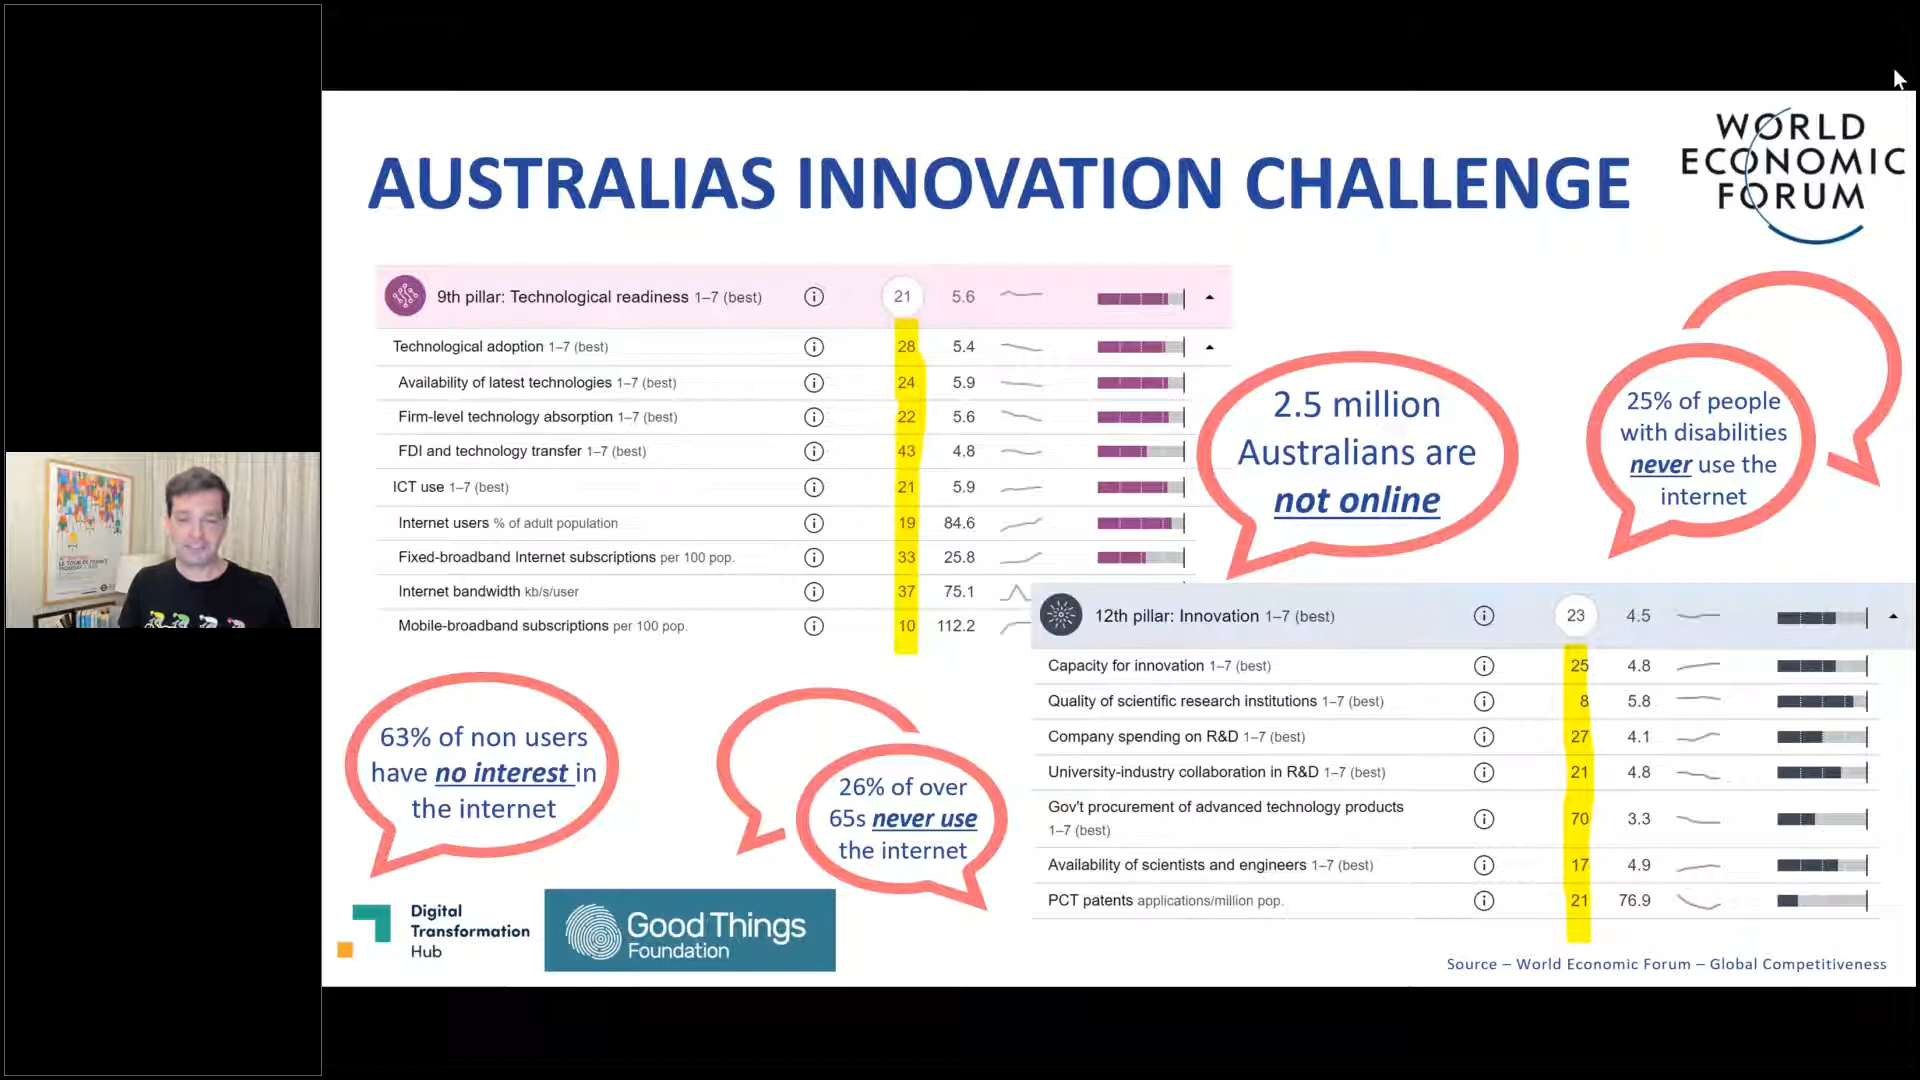 AUSTRALIAS INNOVATION CHALLENGE
WORLD
ECONOMIC
FORUM
9th pillar: Technological readiness 1–7 (best) 21 5.6
Technological adoption 1–7 (best) 28 5.4
Availability of latest technologies 1–7 (best) 24 5.9
Firm-level technology absorption 1–7 (best) 22 5.6
FDI and technology transfer 1–7 (best) 43 4.8
ICT use 1–7 (best) 21 5.9
Internet users % of adult population 19 84.6
Fixed-broadband Internet subscriptions per 100 pop. 33 25.8
Internet bandwidth kb/s/user 37 75.1
Mobile-broadband subscriptions per 100 pop. 10 112.2
2.5 million
Australians are
not online
25% of people
with disabilities
never use the
internet
12th pillar: Innovation 1–7 (best) 23 4.5
Capacity for innovation 1–7 (best) 25 4.8
Quality of scientific research institutions 1–7 (best) 8 5.8
Company spending on R&D 1–7 (best) 27 4.1
University-industry collaboration in R&D 1–7 (best) 21 4.8
Gov't procurement of advanced technology products
1–7 (best) 70 3.3
Availability of scientists and engineers 1–7 (best) 17 4.9
PCT patents applications/million pop. 21 76.9
63% of non users
have no interest in
the internet
26% of over
65s never use
the internet
Digital
Transformation
Hub
Good Things
Foundation
Source – World Economic Forum – Global Competitiveness